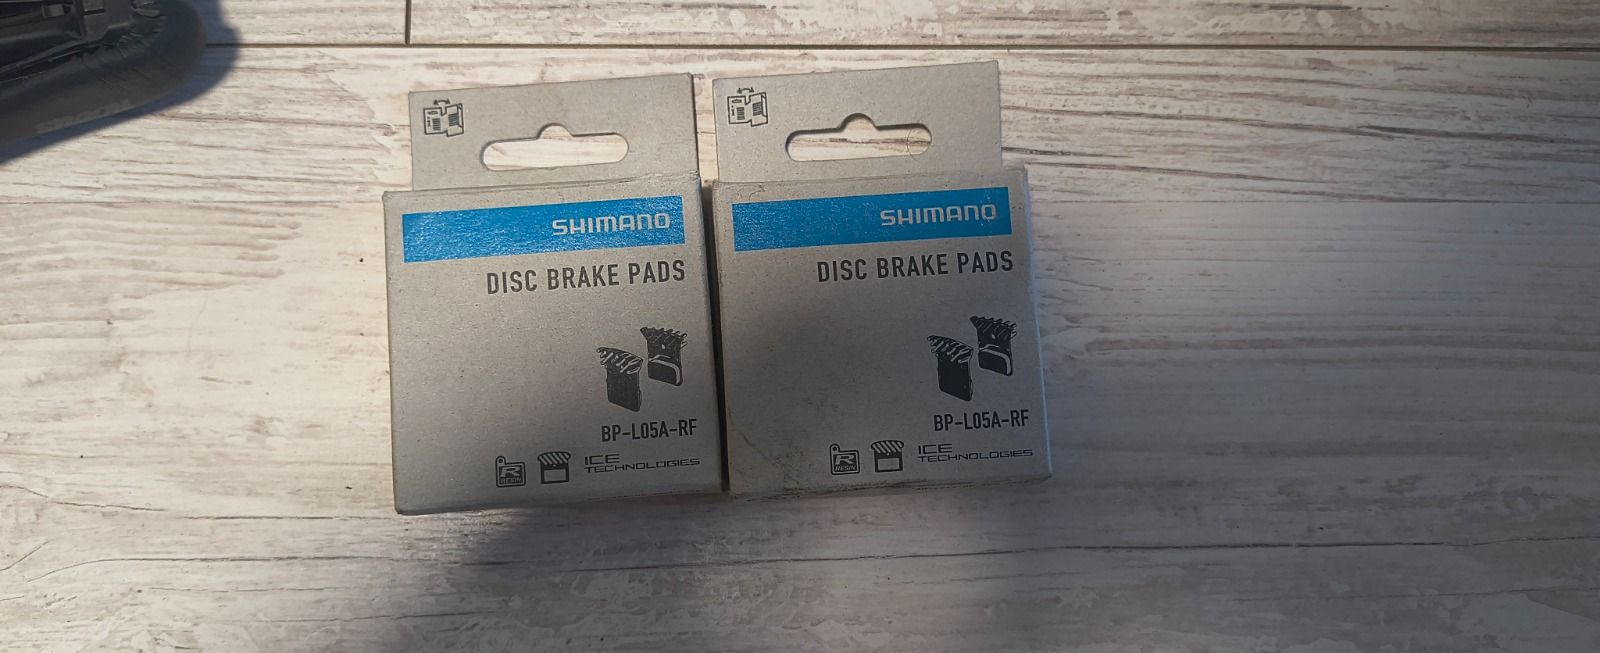 SHIMANO
DISC BRAKE PADS
BP-L05A-RF
R
RESIN
ICE
TECHNOLOGIES
SHIMANO
DISC BRAKE PADS
BP-L05A-RF
R
RESIN
ICE
TECHNOLOGIES